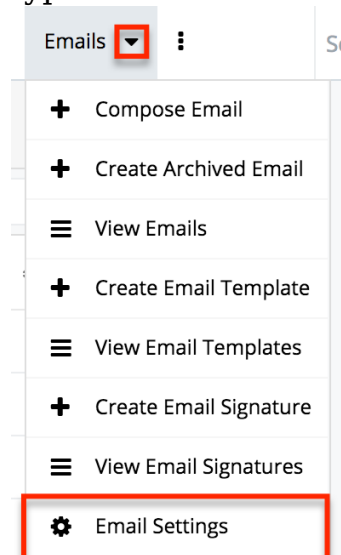 Emails
Compose Email
Create Archived Email
View Emails
Create Email Template
View Email Templates
Create Email Signature
View Email Signatures
Email Settings